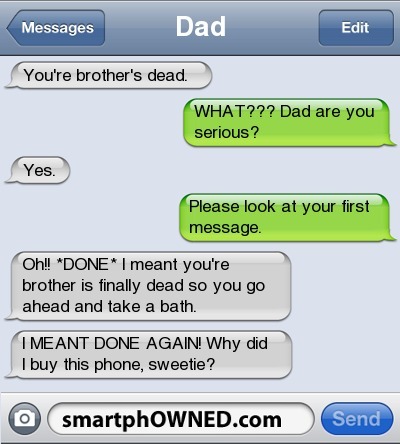 Messages
Dad
Edit
You're brother's dead.
WHAT??? Dad are you
serious?
Yes.
Please look at your first
message.
Oh!! *DONE* I meant you're
brother is finally dead so you go
ahead and take a bath.
I MEANT DONE AGAIN! Why did
I buy this phone, sweetie?
smartphOWNED.com
Send